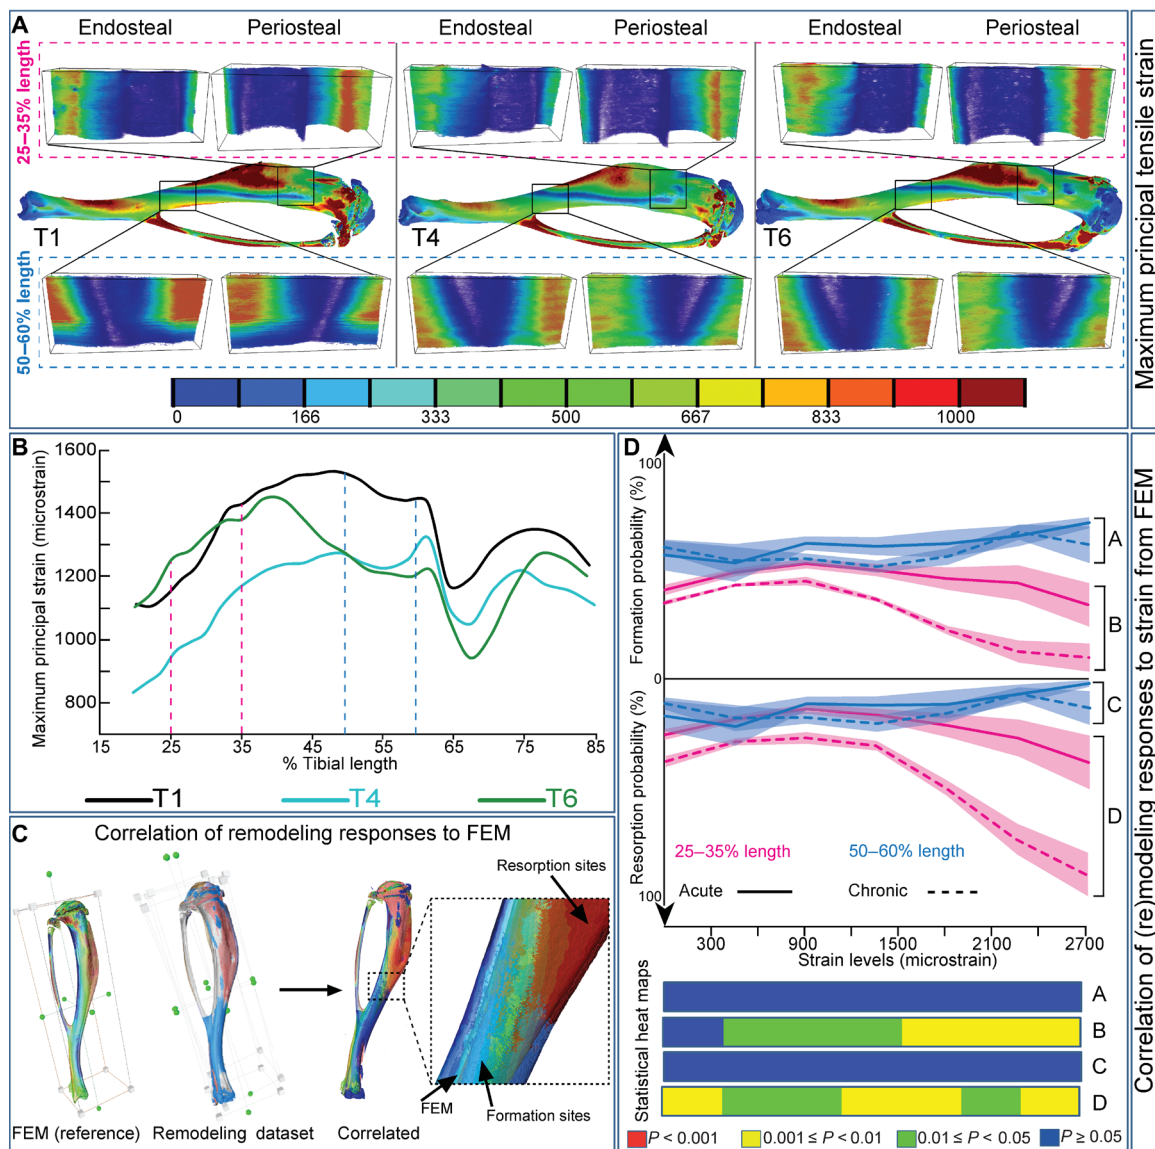 A
Endosteal Periosteal Endosteal Periosteal Endosteal Periosteal
25–35% length
T1 T4 T6
50–60% length
0 166 333 500 667 833 1000
Maximum principal tensile strain
B
Maximum principal strain (microstrain)
1600
1400
1200
1000
800
15 25 35 45 55 65 75 85
% Tibial length
T1 T4 T6
C
Correlation of remodeling responses to FEM
Resorption sites
FEM
Formation sites
FEM (reference) Remodeling dataset Correlated
D
Formation probability (%)
100
A
B
0
Resorption probability (%)
C
D
25–35% length 50–60% length
Acute Chronic
100
300 900 1500 2100 2700
Strain levels (microstrain)
Statistical heat maps
A
B
C
D
P < 0.001 0.001 ≤ P < 0.01 0.01 ≤ P < 0.05 P ≥ 0.05
Correlation of (re)modeling responses to strain from FEM